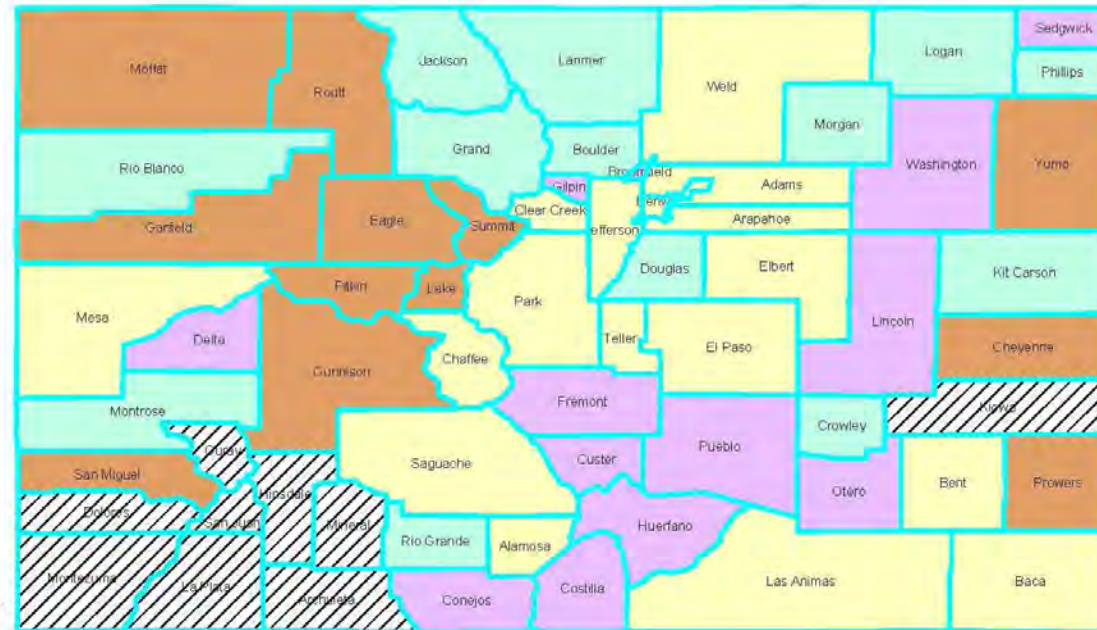 Sedgwick
Moffat
Jackson
Larimer
Logan
Phillips
Routt
Weld
Morgan
Grand
Boulder
Washington
Yuma
Rio Blanco
Broomfield
Gilpin
Adams
Clear Creek
Arapahoe
Garfield
Eagle
Summit
efferson
Douglas
Elbert
Kit Carson
Pitkin
Lake
Park
Mesa
Lincoln
Delta
Teller
El Paso
Cheyenne
Chaffee
Gunnison
Fremont
Kiowa
Montrose
Crowley
Ouray
Pueblo
Saguache
Custer
San Miguel
Hinsdale
Otero
Bent
Prowers
Dolores
San Juan
Mineral
Huerfano
Rio Grande
Alamosa
Montezuma
La Plata
Las Animas
Baca
Costilla
Archuleta
Conejos